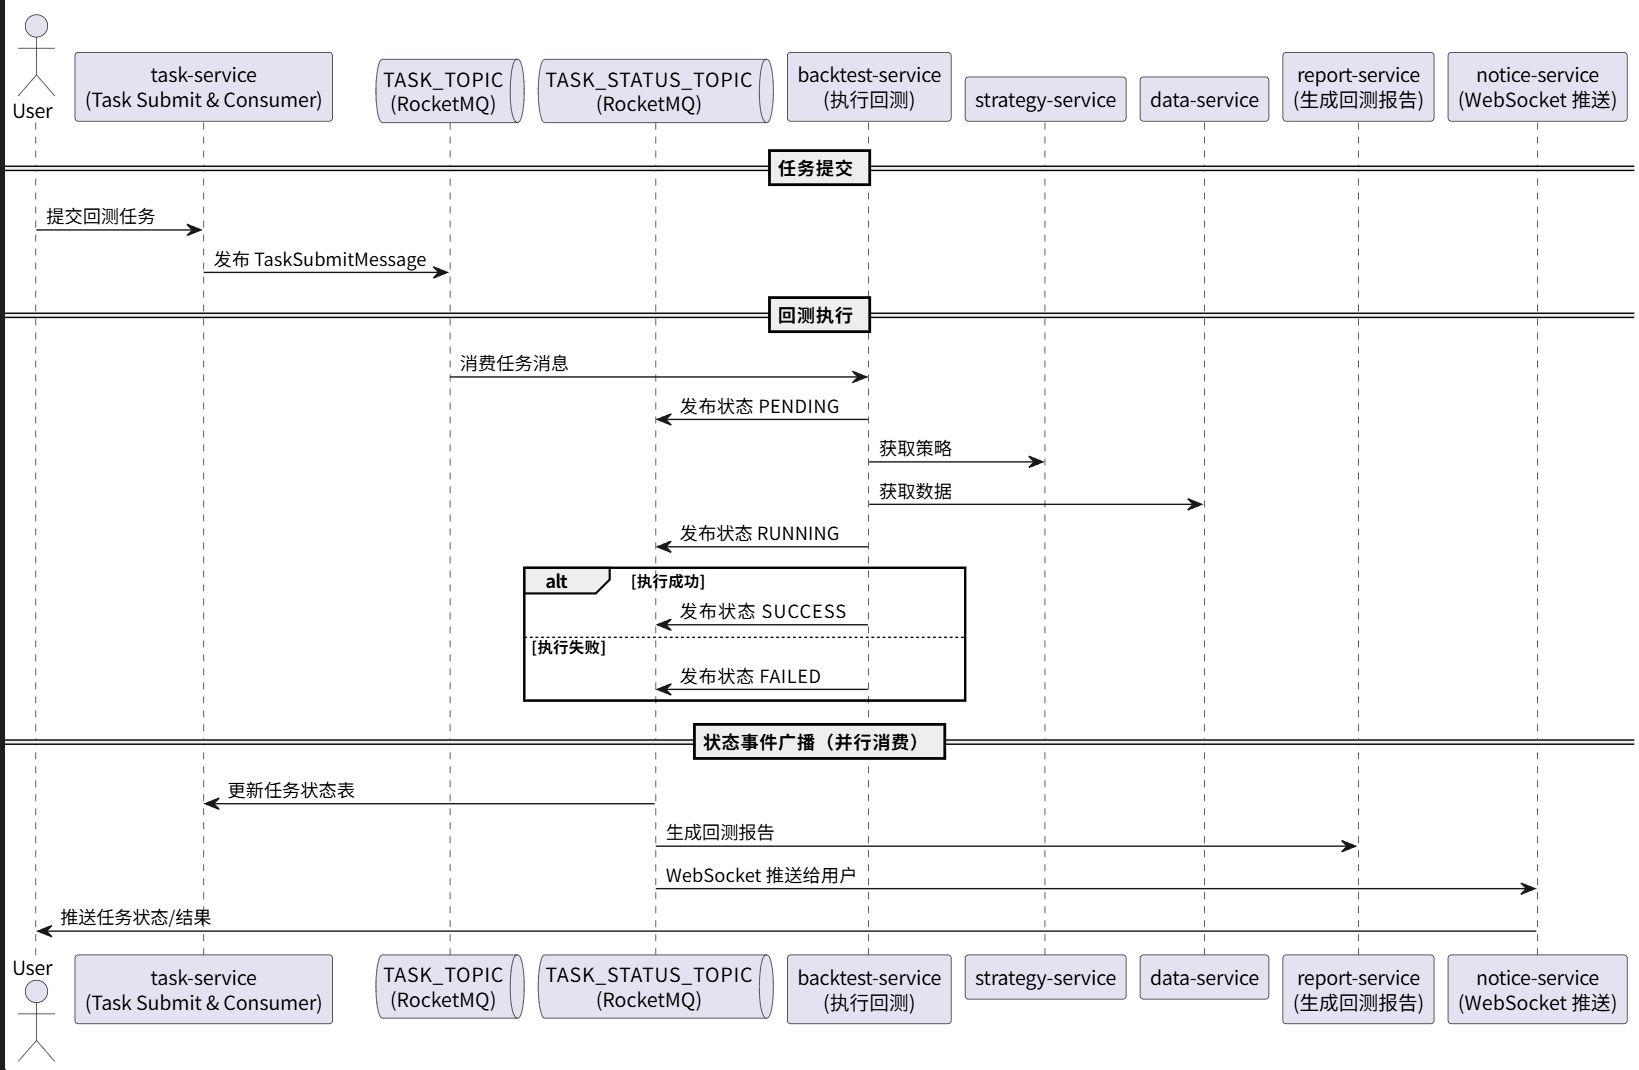 User
task-service
(Task Submit & Consumer)
TASK_TOPIC
(RocketMQ)
TASK_STATUS_TOPIC
(RocketMQ)
backtest-service
(执行回测)
strategy-service
data-service
report-service
(生成回测报告)
notice-service
(WebSocket 推送)
任务提交
提交回测任务
发布 TaskSubmitMessage
回测执行
消费任务消息
发布状态 PENDING
获取策略
获取数据
发布状态 RUNNING
alt [执行成功]
发布状态 SUCCESS
[执行失败]
发布状态 FAILED
状态事件广播（并行消费）
更新任务状态表
生成回测报告
WebSocket 推送给用户
推送任务状态/结果
User
task-service
(Task Submit & Consumer)
TASK_TOPIC
(RocketMQ)
TASK_STATUS_TOPIC
(RocketMQ)
backtest-service
(执行回测)
strategy-service
data-service
report-service
(生成回测报告)
notice-service
(WebSocket 推送)